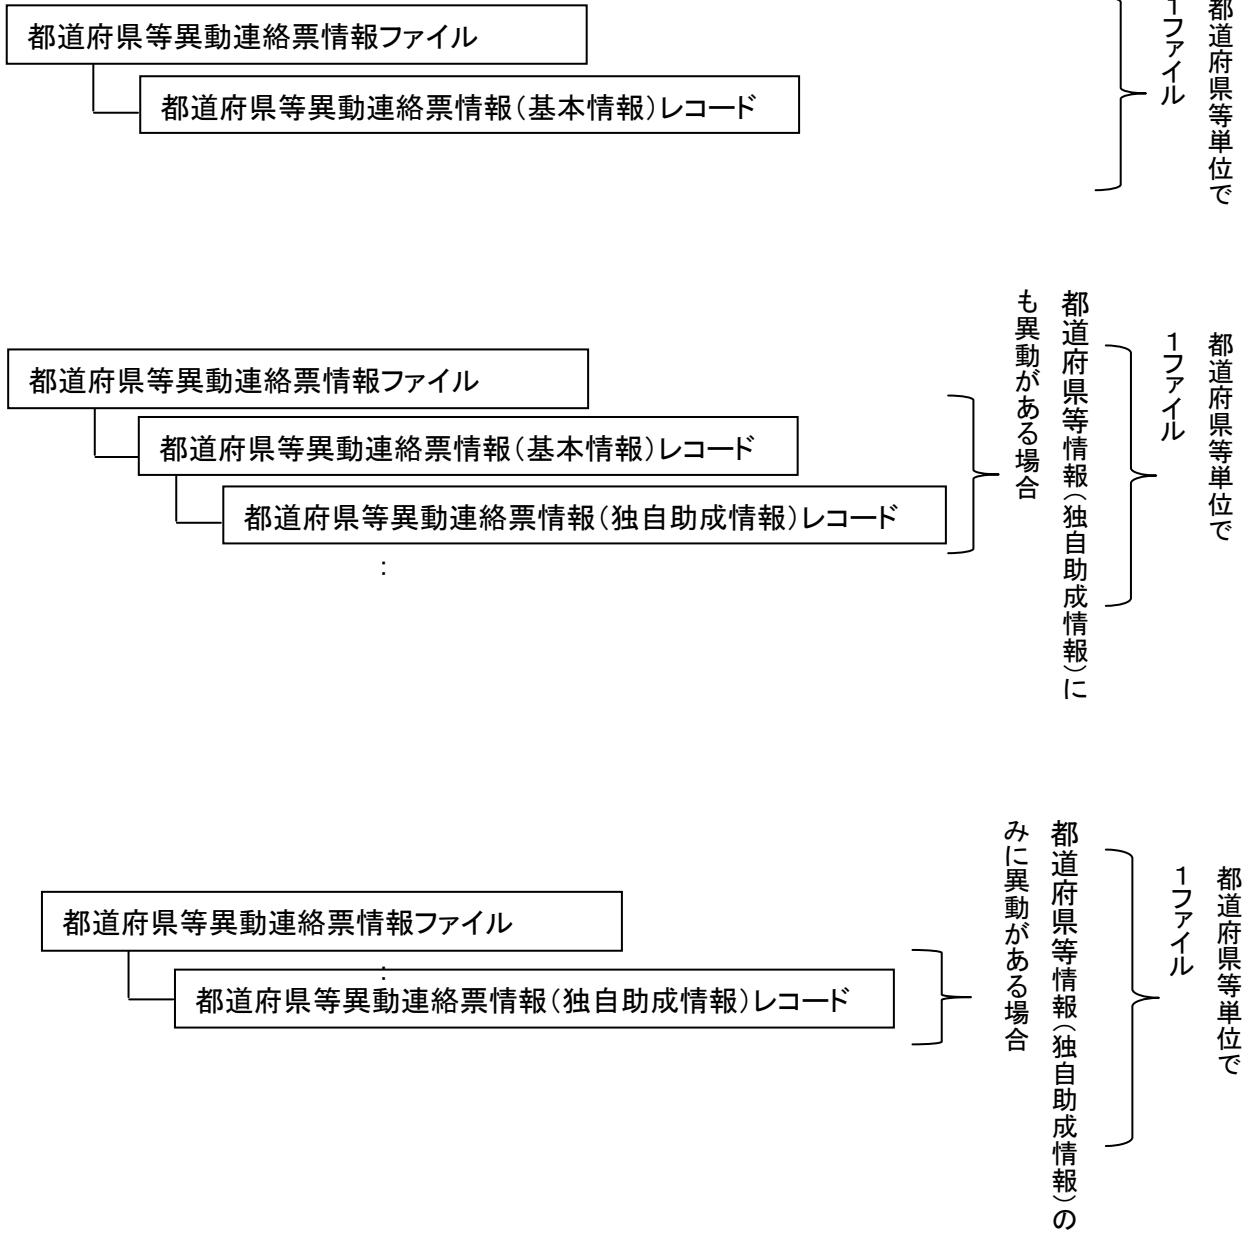 都道府県等異動連絡票情報ファイル
都道府県等異動連絡票情報（基本情報）レコード
都道府県等単位で
１ファイル
都道府県等異動連絡票情報ファイル
都道府県等異動連絡票情報（基本情報）レコード
都道府県等異動連絡票情報（独自助成情報）レコード
：
都道府県等情報（独自助成情報）に
も異動がある場合
都道府県等単位で
１ファイル
都道府県等異動連絡票情報ファイル
：
都道府県等異動連絡票情報（独自助成情報）レコード
都道府県等情報（独自助成情報）の
みに異動がある場合
都道府県等単位で
１ファイル